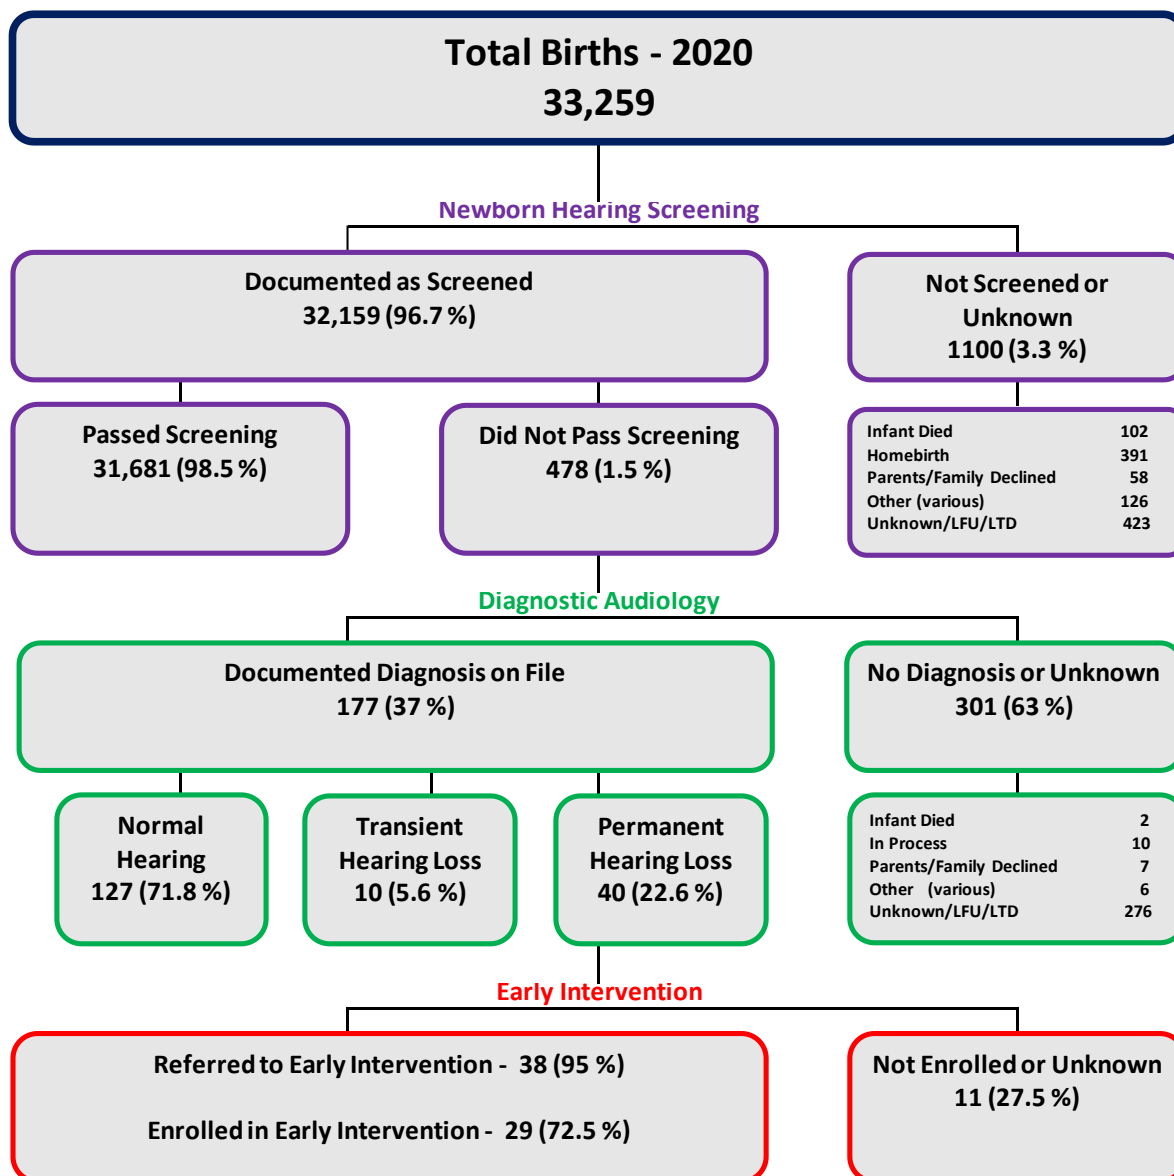 Total Births - 2020
33,259
Newborn Hearing Screening
Documented as Screened
32,159 (96.7 %)
Not Screened or
Unknown
1100 (3.3 %)
Passed Screening
31,681 (98.5 %)
Did Not Pass Screening
478 (1.5 %)
Infant Died 102
Homebirth 391
Parents/Family Declined 58
Other (various) 126
Unknown/LFU/LTD 423
Diagnostic Audiology
Documented Diagnosis on File
177 (37 %)
No Diagnosis or Unknown
301 (63 %)
Normal
Hearing
127 (71.8 %)
Transient
Hearing Loss
10 (5.6 %)
Permanent
Hearing Loss
40 (22.6 %)
Infant Died 2
In Process 10
Parents/Family Declined 7
Other (various) 6
Unknown/LFU/LTD 276
Early Intervention
Referred to Early Intervention - 38 (95 %)
Enrolled in Early Intervention - 29 (72.5 %)
Not Enrolled or Unknown
11 (27.5 %)